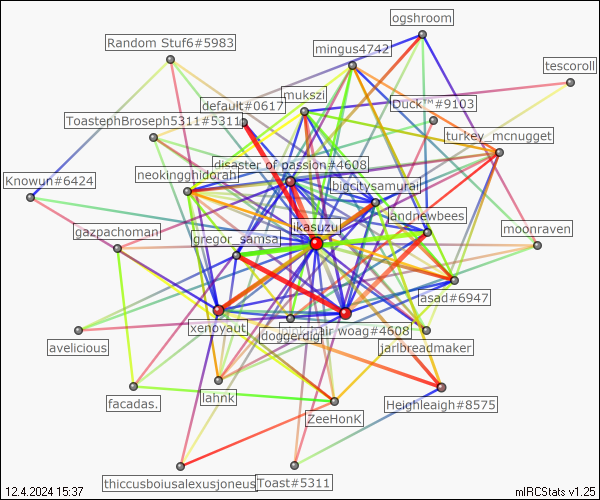 ogshroom
Random Stuf6#5983
mingus4742
tescoroll
mukszi
default#0617
Duck™#9103
ToastephBroseph5311#5311
turkey_mcnugget
disaster of passion#4608
neokingghidorah
Knowun#6424
bigcitysamurai
andnewbees
ikasuzu
gazpachoman
gregor_samsa
moonraven
asad#6947
xenoyaut
doggerdig
hair woag#4608
avelicious
jarlbreadmaker
lahnk
facadas.
Heighleigh#8575
ZeeHonK
thiccusboiusalexusjoneus
Toast#5311
12.4.2024 15:37
mIRCStats v1.25